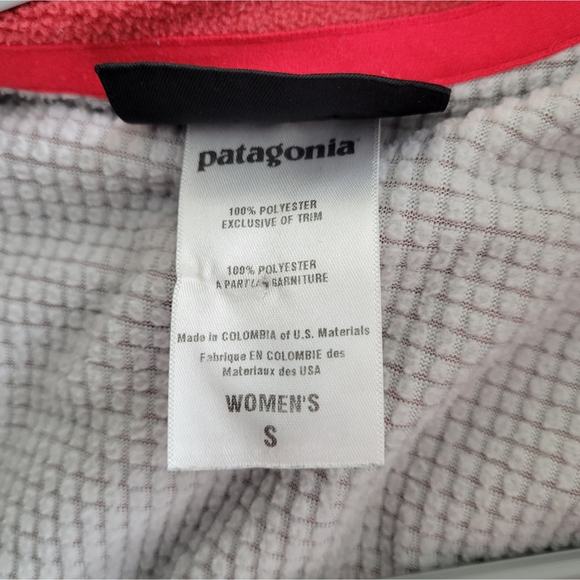 patagonia
100% POLYESTER
EXCLUSIVE OF TRIM
100% POLYESTER
A PART GARNITURE
Made in COLOMBIA of U.S. Materials
Fabrique EN COLOMBIE des
Materiaux des USA
WOMEN'S
S